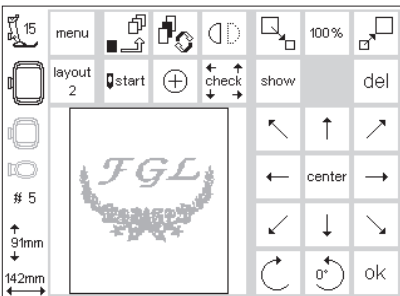 15 menu 100%
layout 2 start check show del
FGL
center
# 5
91mm
142mm
0° ok